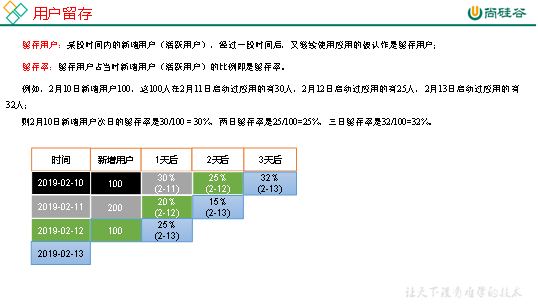 用户留存
尚硅谷
留存用户：某段时间内的新增用户（活跃用户），经过一段时间后，又继续使用应用的被认作是留存用户；
留存率：留存用户占当时新增用户（活跃用户）的比例即是留存率。
例如，2月10日新增用户100，这100人在2月11日启动过应用的有30人，2月12日启动过应用的有25人，2月13日启动过应用的有
32人；
则2月10日新增用户次日的留存率是30/100 = 30%，两日留存率是25/100=25%，三日留存率是32/100=32%。
时间 新增用户 1天后 2天后 3天后
2019-02-10 100 30% (2-11) 25% (2-12) 32% (2-13)
2019-02-11 200 20% (2-12) 15% (2-13)
2019-02-12 100 25% (2-13)
2019-02-13
让天下没有难学的技术